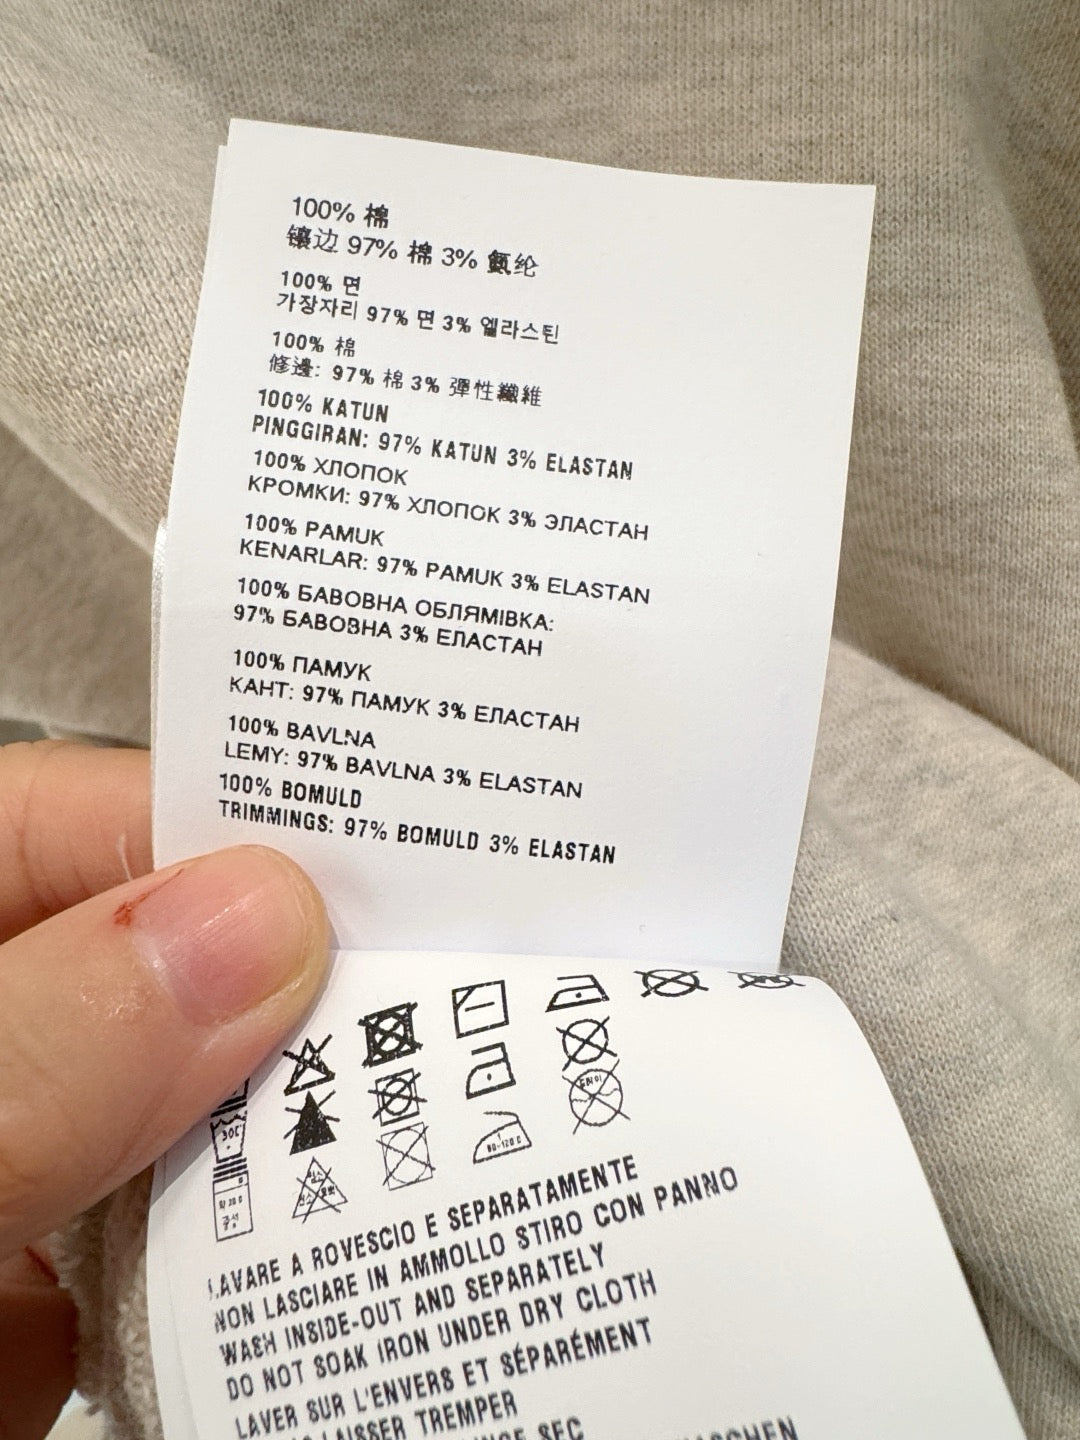 100% 棉
镶边 97% 棉 3% 氨纶
100% 면
가장자리 97% 면 3% 엘라스틴
100% 棉
修邊: 97% 棉 3% 彈性纖維
100% KATUN
PINGGIRAN: 97% KATUN 3% ELASTAN
100% ХЛОПОК
КРОМКИ: 97% ХЛОПОК 3% ЭЛАСТАН
100% PAMUK
KENARLAR: 97% PAMUK 3% ELASTAN
100% БАВОВНА ОБЛЯМІВКА:
97% БАВОВНА 3% ЕЛАСТАН
100% ПАМУК
КАНТ: 97% ПАМУК 3% ЕЛАСТАН
100% BAVLNA
LEMY: 97% BAVLNA 3% ELASTAN
100% BOMULD
TRIMMINGS: 97% BOMULD 3% ELASTAN
LAVARE A ROVESCIO E SEPARATAMENTE
NON LASCIARE IN AMMOLLO STIRO CON PANNO
WASH INSIDE-OUT AND SEPARATELY
DO NOT SOAK IRON UNDER DRY CLOTH
LAVER SUR L'ENVERS ET SÉPARÉMENT
LAISSER TREMPER
SEC